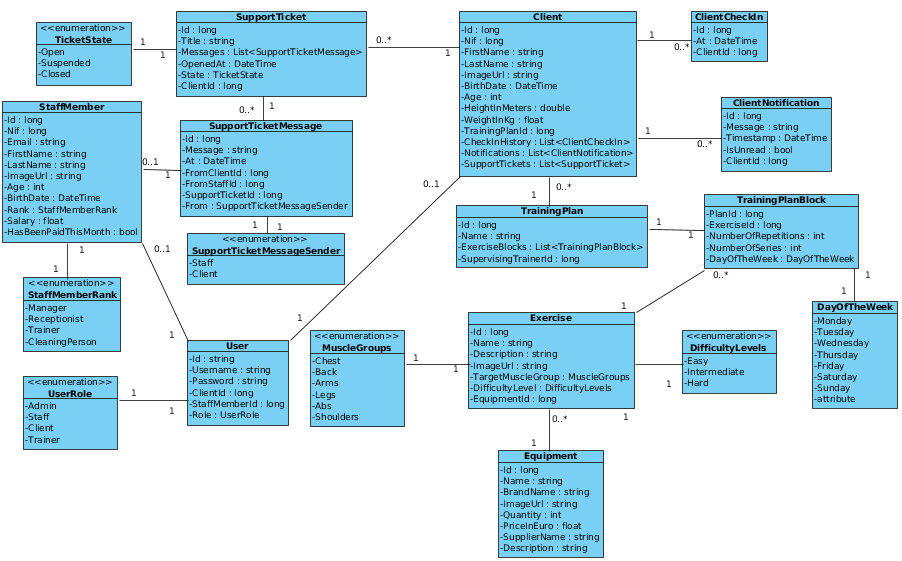 <<enumeration>>
TicketState
-Open
-Suspended
-Closed
1
1
SupportTicket
-Id : long
-Title : string
-Messages : List<SupportTicketMessage>
-OpenedAt : DateTime
-State : TicketState
-ClientId : long
0..*
1
Client
-Id : long
-Nif : long
-FirstName : string
-LastName : string
-ImageUrl : string
-BirthDate : DateTime
-Age : int
-HeightInMeters : double
-WeightInKg : float
-TrainingPlanId : long
-CheckInHistory : List<ClientCheckIn>
-Notifications : List<ClientNotification>
-SupportTickets : List<SupportTicket>
1
0..*
ClientCheckIn
-Id : long
-At : DateTime
-ClientId : long
1
0..*
ClientNotification
-Id : long
-Message : string
-Timestamp : DateTime
-IsUnread : bool
-ClientId : long
StaffMember
-Id : long
-Nif : long
-Email : string
-FirstName : string
-LastName : string
-ImageUrl : string
-Age : int
-BirthDate : DateTime
-Rank : StaffMemberRank
-Salary : float
-HasBeenPaidThisMonth : bool
0..1
1
0..*
1
SupportTicketMessage
-Id : long
-Message : string
-At : DateTime
-FromClientId : long
-FromStaffId : long
-SupportTicketId : long
-From : SupportTicketMessageSender
1
1
<<enumeration>>
SupportTicketMessageSender
-Staff
-Client
0..1
1
0..*
1
TrainingPlan
-Id : long
-Name : string
-ExerciseBlocks : List<TrainingPlanBlock>
-SupervisingTrainerId : long
1
1
TrainingPlanBlock
-PlanId : long
-ExerciseId : long
-NumberOfRepetitions : int
-NumberOfSeries : int
-DayOfTheWeek : DayOfTheWeek
0..*
1
1
1
1
1
<<enumeration>>
StaffMemberRank
-Manager
-Receptionist
-Trainer
-CleaningPerson
0..1
1
User
-Id : string
-Username : string
-Password : string
-ClientId : long
-StaffMemberId : long
-Role : UserRole
<<enumeration>>
UserRole
-Admin
-Staff
-Client
-Trainer
1
1
<<enumeration>>
MuscleGroups
-Chest
-Back
-Arms
-Legs
-Abs
-Shoulders
1
1
Exercise
-Id : long
-Name : string
-Description : string
-ImageUrl : string
-TargetMuscleGroup : MuscleGroups
-DifficultyLevel : DifficultyLevels
-EquipmentId : long
1
1
<<enumeration>>
DifficultyLevels
-Easy
-Intermediate
-Hard
DayOfTheWeek
-Monday
-Tuesday
-Wednesday
-Thursday
-Friday
-Saturday
-Sunday
-attribute
0..*
1
Equipment
-Id : long
-Name : string
-BrandName : string
-ImageUrl : string
-Quantity : int
-PriceInEuro : float
-SupplierName : string
-Description : string